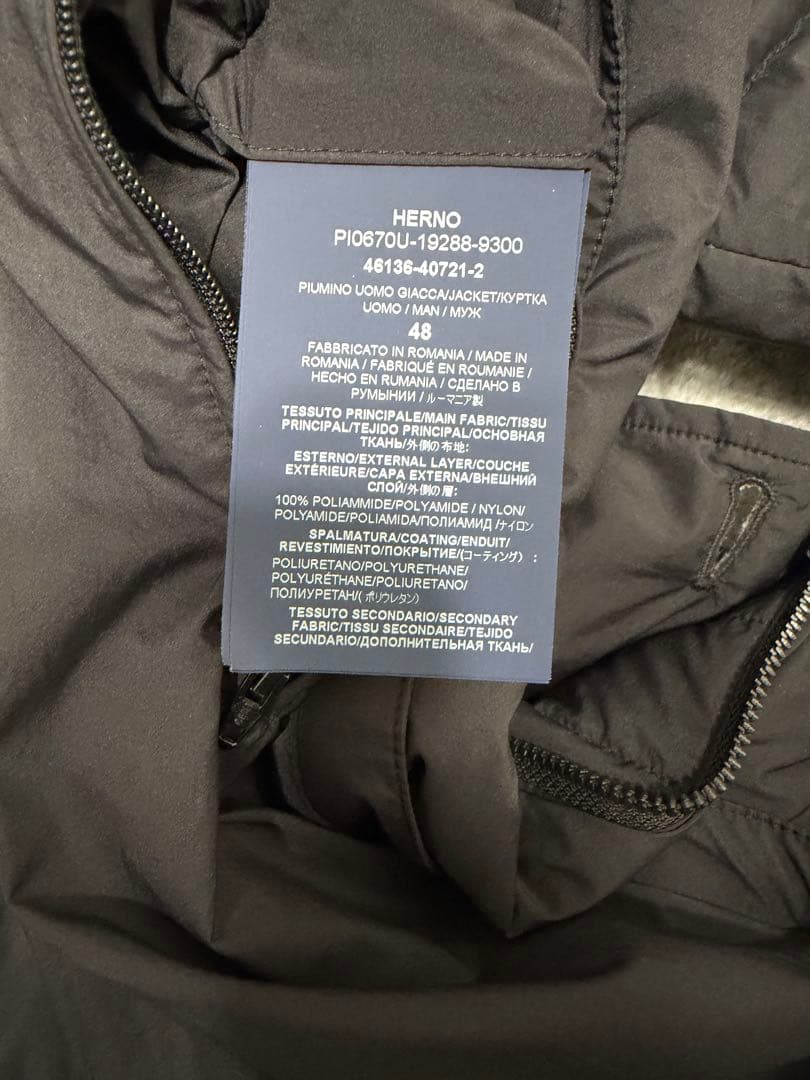 HERNO
PI0670U-19288-9300
46136-40721-2
PIUMINO UOMO GIACCA/JACKET/КУРТКА
UOMO / MAN / МУЖ
48
FABBRICATO IN ROMANIA / MADE IN
ROMANIA / FABRIQUÉ EN ROUMANIE /
HECHO EN RUMANIA / СДЕЛАНО В
РУМЫНИИ / ルーマニア製
TESSUTO PRINCIPALE/MAIN FABRIC/TISSU
PRINCIPAL/TEJIDO PRINCIPAL/ОСНОВНАЯ
ТКАНЬ/外側の布地:
ESTERNO/EXTERNAL LAYER/COUCHE
EXTÉRIEURE/CAPA EXTERNA/ВНЕШНИЙ
СЛОЙ/外側の層:
100% POLIAMMIDE/POLYAMIDE / NYLON/
POLYAMIDE/POLIAMIDA/ПОЛИАМИД /ナイロン
SPALMATURA/COATING/ENDUIT/
REVESTIMIENTO/ПОКРЫТИЕ/(コーティング) :
POLIURETANO/POLYURETHANE/
POLYURÉTHANE/POLIURETANO/
ПОЛИУРЕТАН/( ポリウレタン)
TESSUTO SECONDARIO/SECONDARY
FABRIC/TISSU SECONDAIRE/TEJIDO
SECUNDARIO/ДОПОЛНИТЕЛЬНАЯ ТКАНЬ/